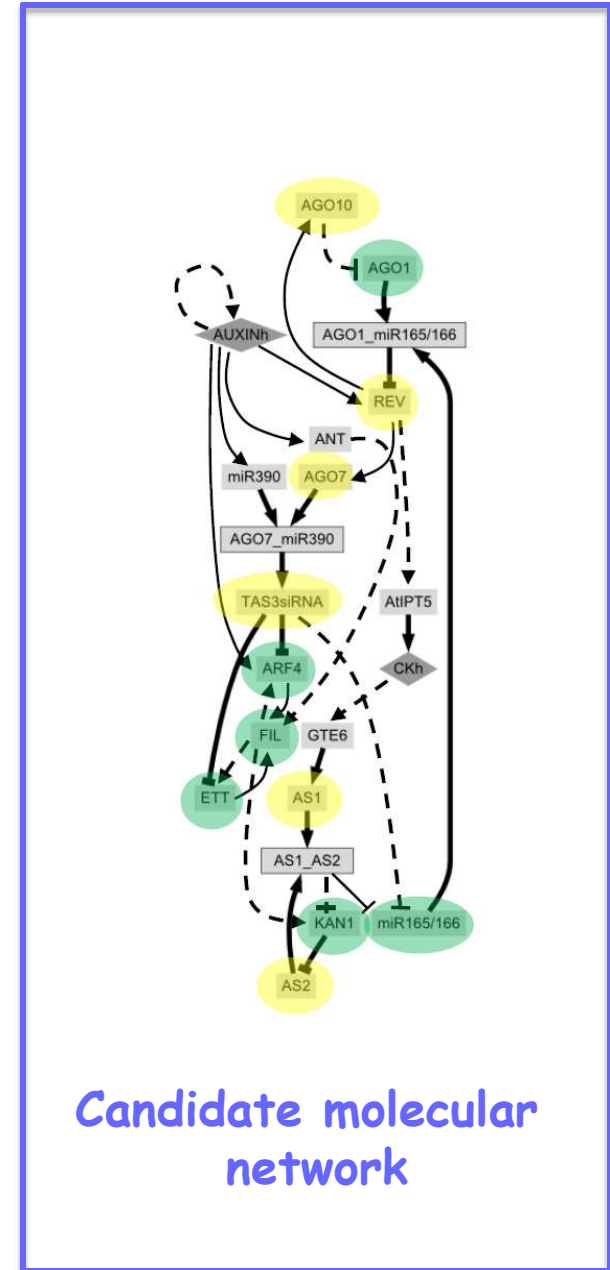 AGO10
AGO1
AUXINh
AGO1_miR165/166
REV
ANT
miR390
AGO7
AGO7_miR390
TAS3siRNA
AtIPT5
ARF4
CKh
FIL
GTE6
ETT
AS1
AS1_AS2
KAN1
miR165/166
AS2
Candidate molecular
network